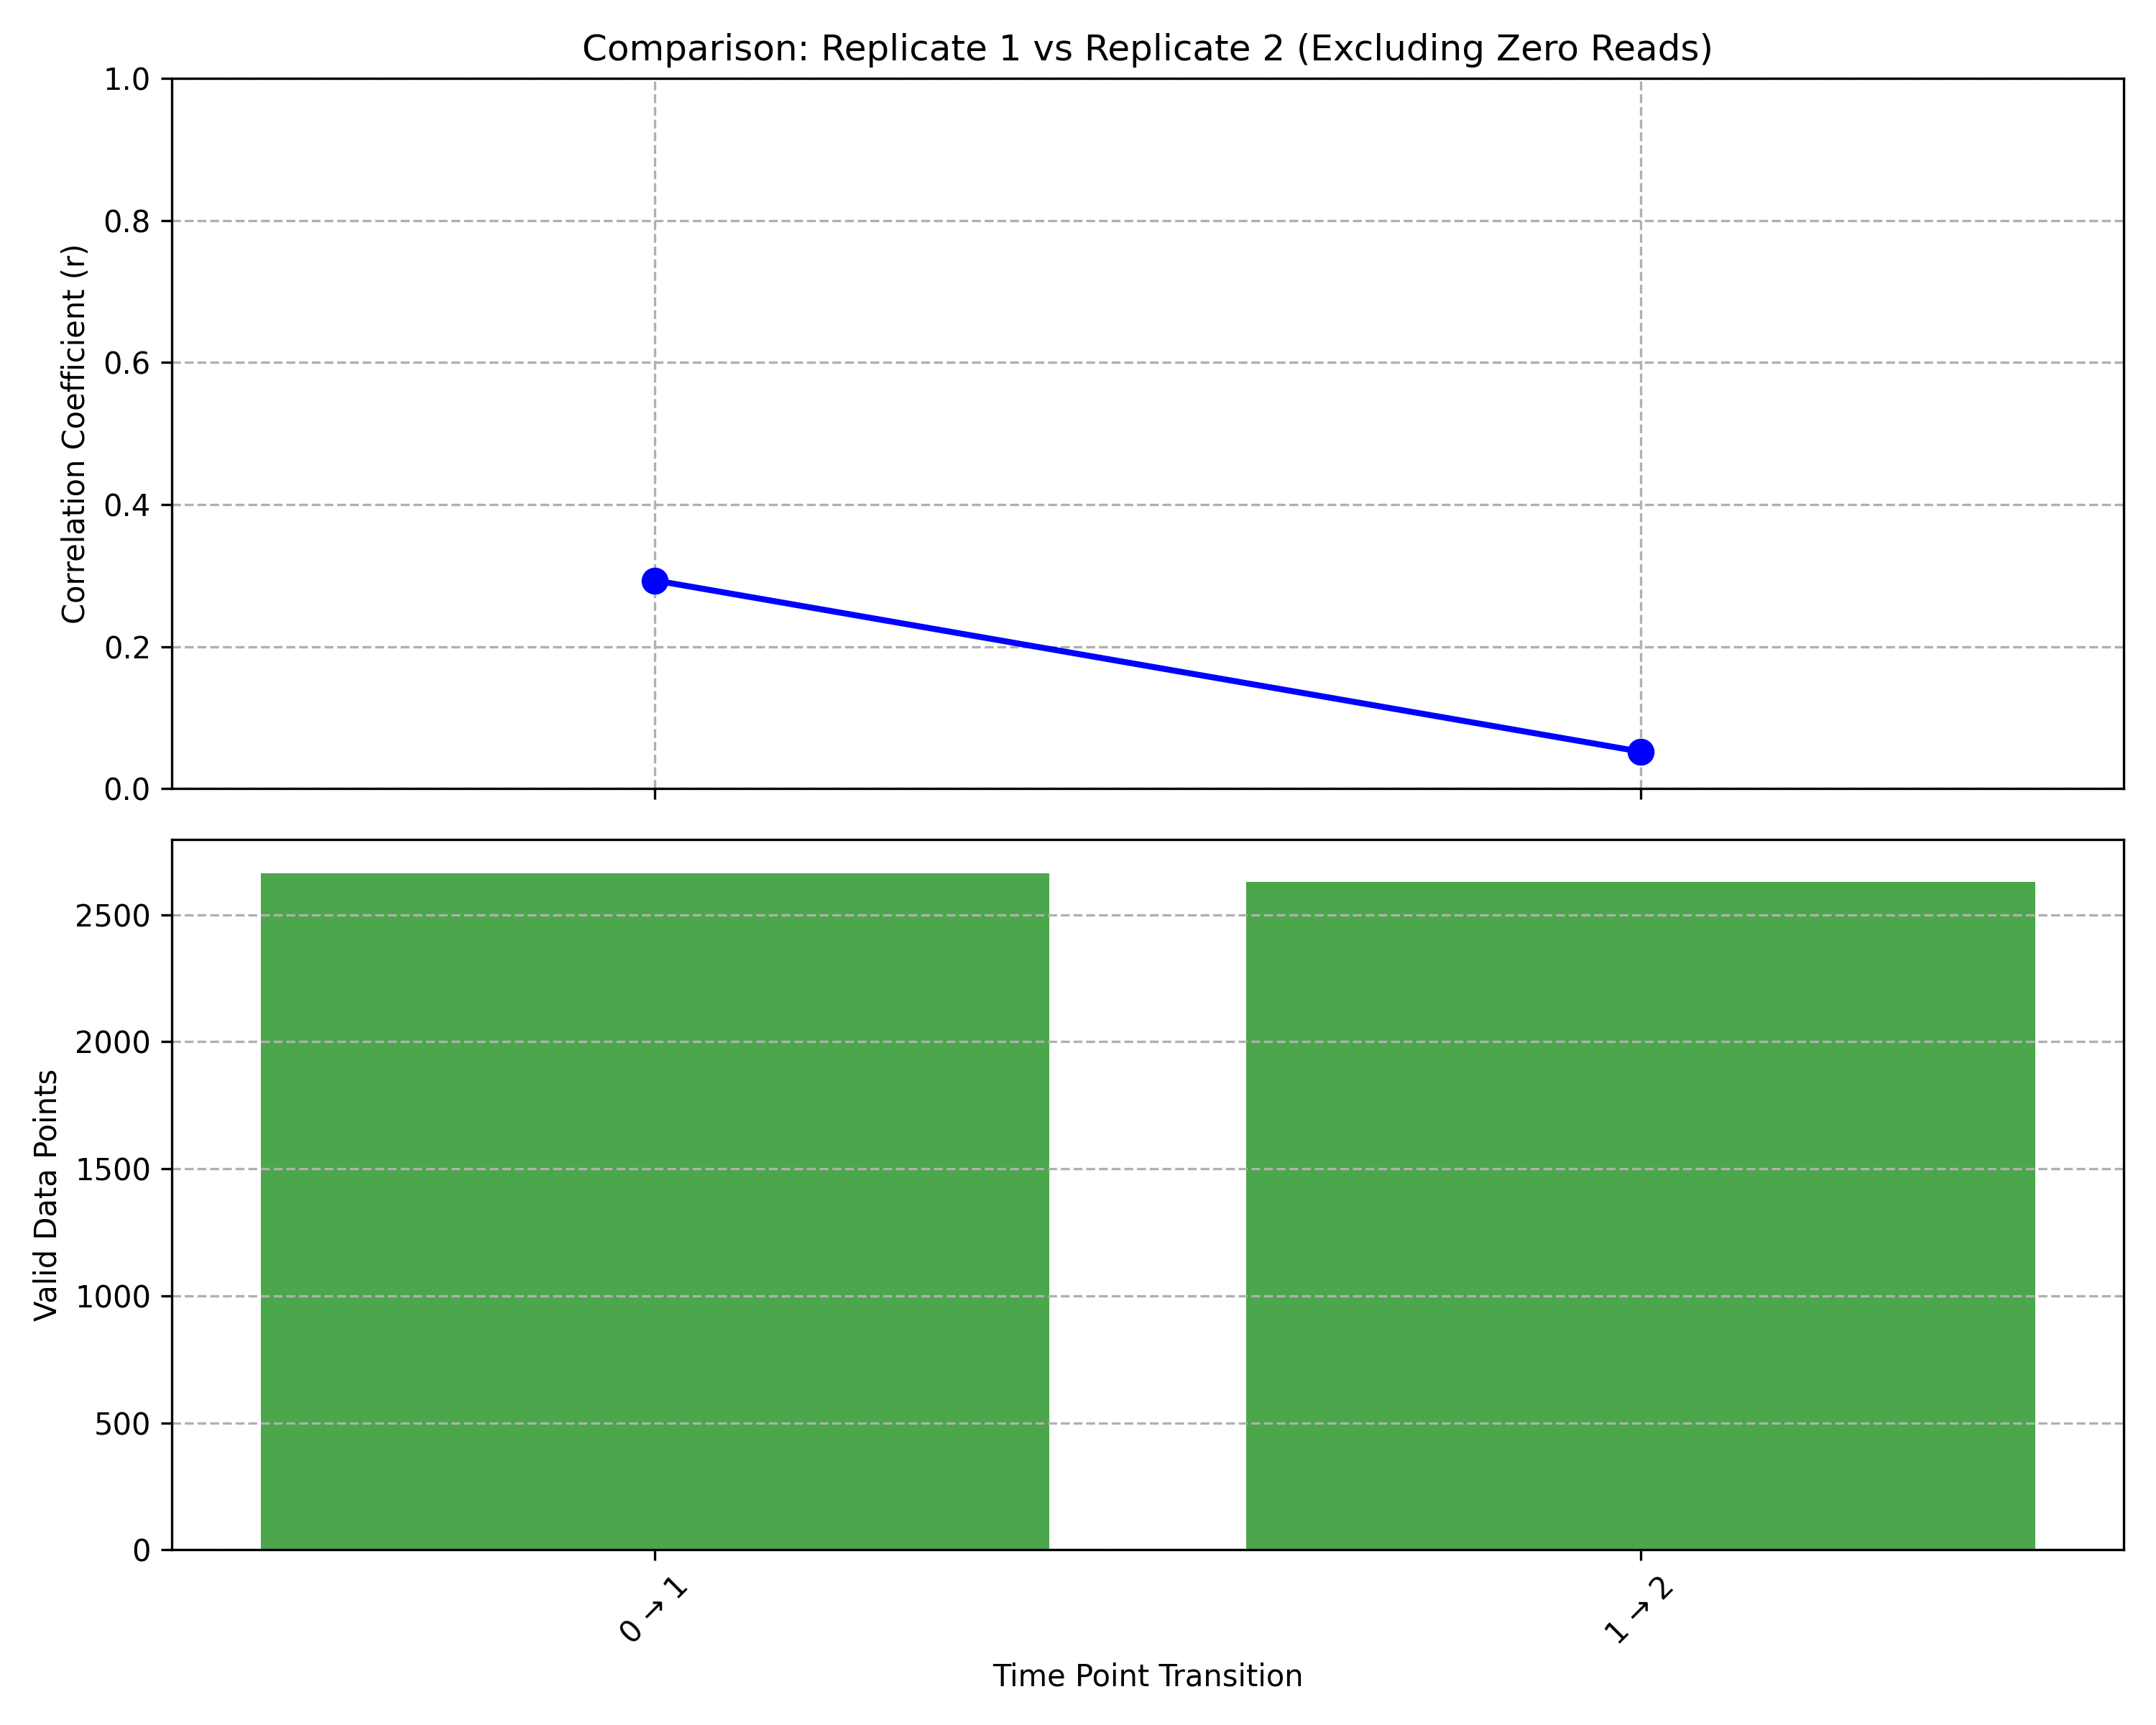 Comparison: Replicate 1 vs Replicate 2 (Excluding Zero Reads)
Correlation Coefficient (r)
1.0
0.8
0.6
0.4
0.2
0.0
Valid Data Points
2500
2000
1500
1000
500
0
0 → 1
1 → 2
Time Point Transition